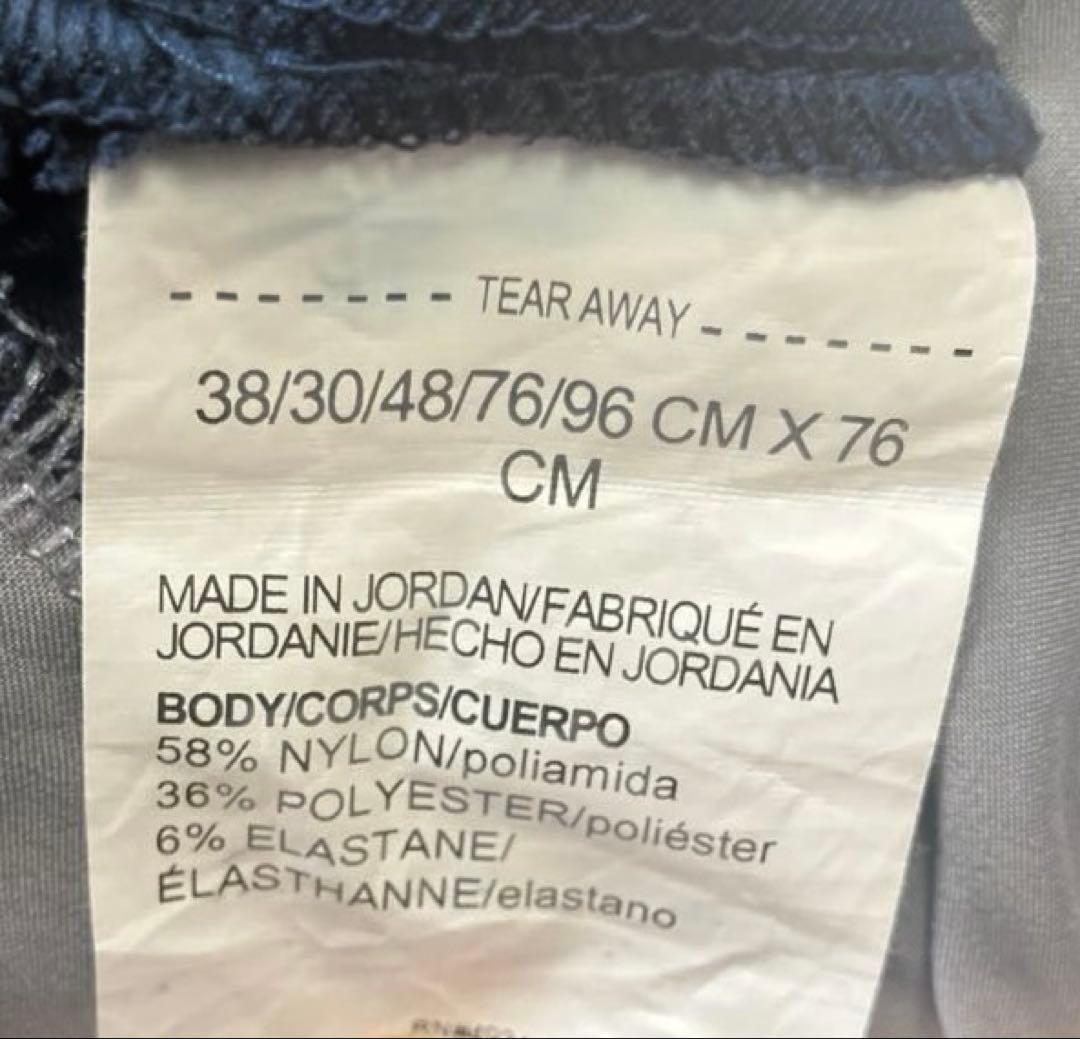 - - - - - - - TEAR AWAY - - - - - - -
38/30/48/76/96 CM X 76
CM
MADE IN JORDAN/FABRIQUÉ EN
JORDANIE/HECHO EN JORDANIA
BODY/CORPS/CUERPO
58% NYLON/poliamida
36% POLYESTER/poliéster
6% ELASTANE/
ÉLASTHANNE/elastano